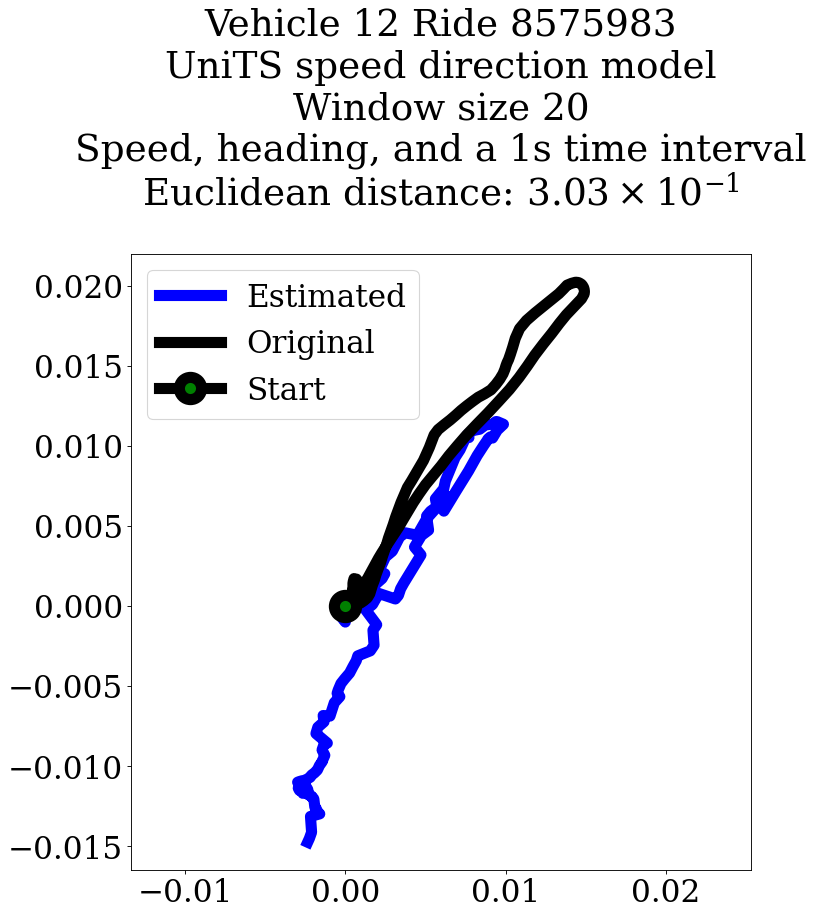 Vehicle 12 Ride 8575983
UniTS speed direction model
Window size 20
Speed, heading, and a 1s time interval
Euclidean distance: 3.03 × 10⁻¹
Estimated
Original
Start
0.020
0.015
0.010
0.005
0.000
−0.005
−0.010
−0.015
−0.01
0.00
0.01
0.02